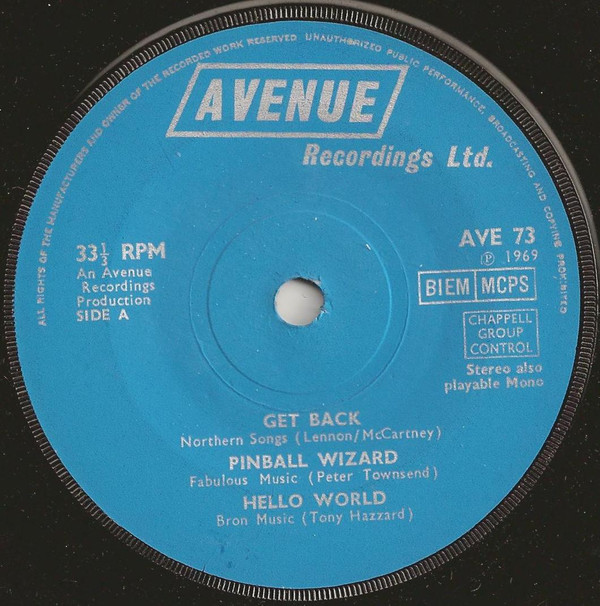 ALL RIGHTS OF THE MANUFACTURERS AND OWNER OF THE RECORDED WORK RESERVED UNAUTHORIZED PUBLIC PERFORMANCE, BROADCASTING AND COPYING PROHIBITED
AVENUE
Recordings Ltd.
33 1/3 RPM
An Avenue
Recordings
Production
SIDE A
AVE 73
℗ 1969
BIEM MCPS
CHAPPELL
GROUP
CONTROL
Stereo also
playable Mono
GET BACK
Northern Songs (Lennon/McCartney)
PINBALL WIZARD
Fabulous Music (Peter Townsend)
HELLO WORLD
Bron Music (Tony Hazzard)